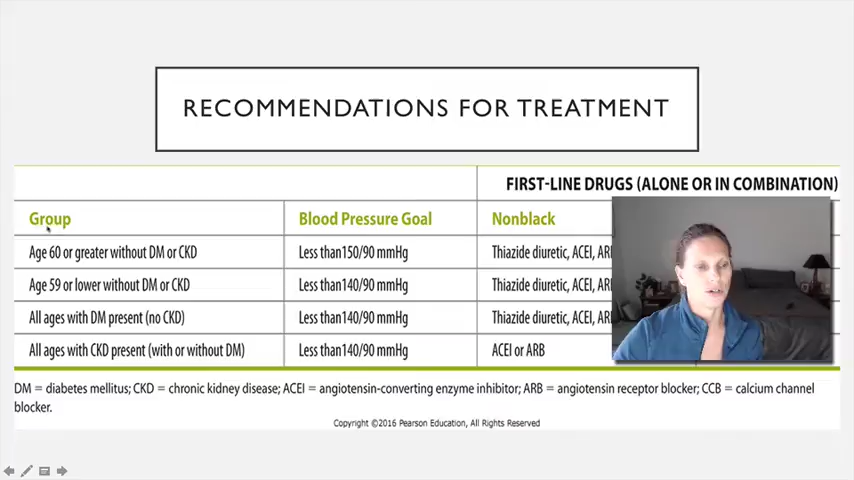 RECOMMENDATIONS FOR TREATMENT
FIRST-LINE DRUGS (ALONE OR IN COMBINATION)
Group Blood Pressure Goal Nonblack
Age 60 or greater without DM or CKD Less than150/90 mmHg Thiazide diuretic, ACEI,
Age 59 or lower without DM or CKD Less than140/90 mmHg Thiazide diuretic, ACEI,
All ages with DM present (no CKD) Less than140/90 mmHg Thiazide diuretic, ACEI,
All ages with CKD present (with or without DM) Less than140/90 mmHg ACEI or ARB
DM = diabetes mellitus; CKD = chronic kidney disease; ACEI = angiotensin-converting enzyme inhibitor; ARB = angiotensin receptor blocker; CCB = calcium channel
blocker.
Copyright ©2016 Pearson Education, All Rights Reserved